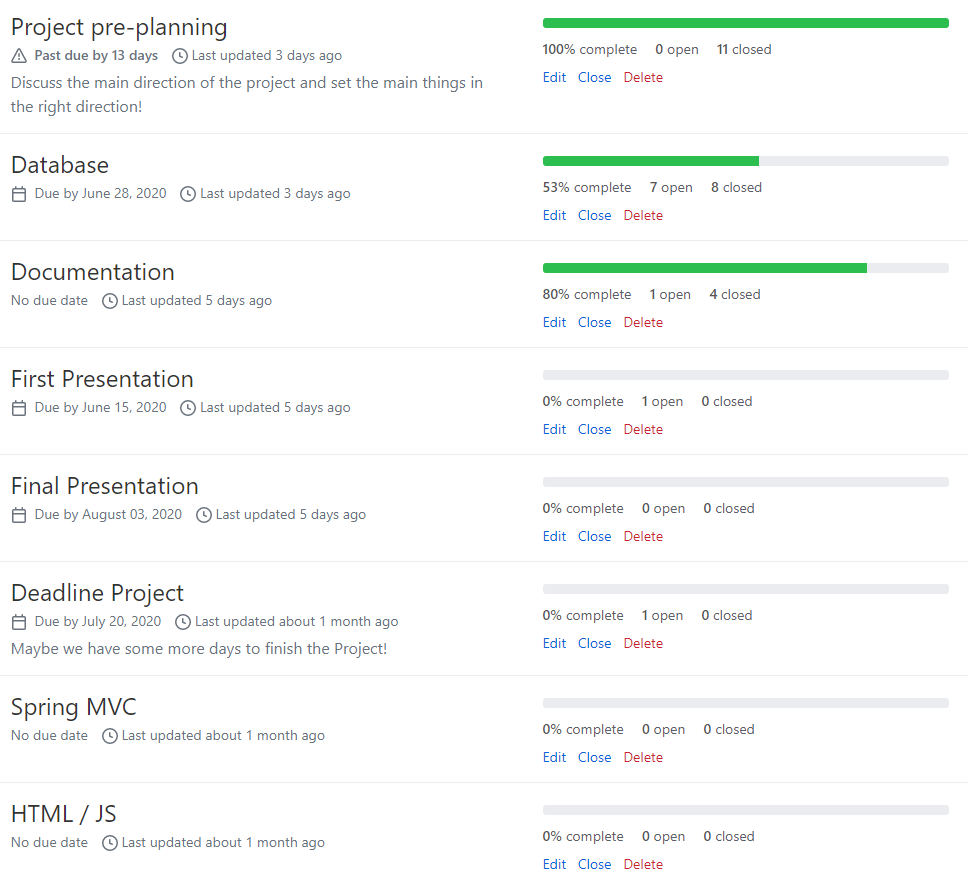 Project pre-planning
Past due by 13 days Last updated 3 days ago
Discuss the main direction of the project and set the main things in
the right direction!
100% complete 0 open 11 closed
Edit Close Delete
Database
Due by June 28, 2020 Last updated 3 days ago
53% complete 7 open 8 closed
Edit Close Delete
Documentation
No due date Last updated 5 days ago
80% complete 1 open 4 closed
Edit Close Delete
First Presentation
Due by June 15, 2020 Last updated 5 days ago
0% complete 1 open 0 closed
Edit Close Delete
Final Presentation
Due by August 03, 2020 Last updated 5 days ago
0% complete 0 open 0 closed
Edit Close Delete
Deadline Project
Due by July 20, 2020 Last updated about 1 month ago
Maybe we have some more days to finish the Project!
0% complete 1 open 0 closed
Edit Close Delete
Spring MVC
No due date Last updated about 1 month ago
0% complete 0 open 0 closed
Edit Close Delete
HTML / JS
No due date Last updated about 1 month ago
0% complete 0 open 0 closed
Edit Close Delete